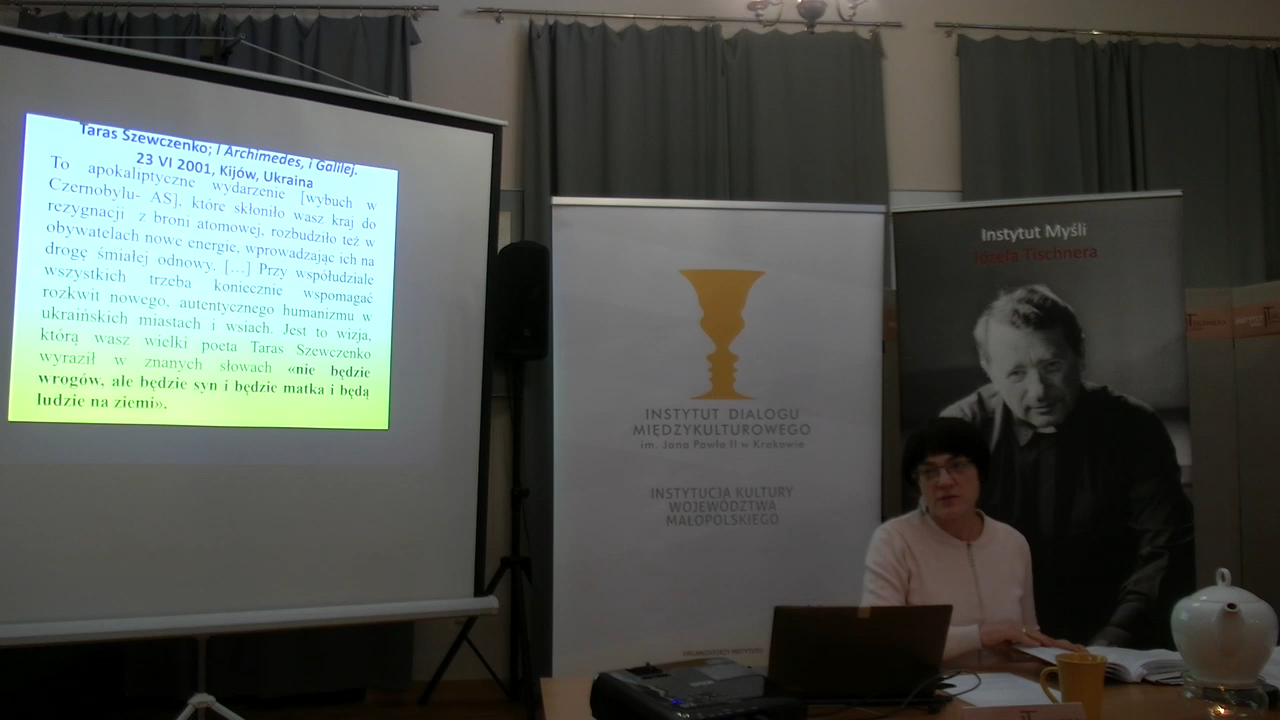 Taras Szewczenko; i Archimedes, i Galilej.
23 VI 2001, Kijów, Ukraina
To apokaliptyczne wydarzenie [wybuch w
Czernobylu- AS], które skłoniło wasz kraj do
rezygnacji z broni atomowej, rozbudziło też w
obywatelach nowe energie, wprowadzając ich na
drogę śmiałej odnowy. [...] Przy współudziale
wszystkich trzeba koniecznie wspomagać
rozkwit nowego, autentycznego humanizmu w
ukraińskich miastach i wsiach. Jest to wizja,
którą wasz wielki poeta Taras Szewczenko
wyraził w znanych słowach «nie będzie
wrogów, ale będzie syn i będzie matka i będą
ludzie na ziemi».
INSTYTUT DIALOGU
MIĘDZYKULTUROWEGO
im. Jana Pawła II w Krakowie
INSTYTUCJA KULTURY
WOJEWÓDZTWA
MAŁOPOLSKIEGO
Instytut Myśli
Józefa Tischnera